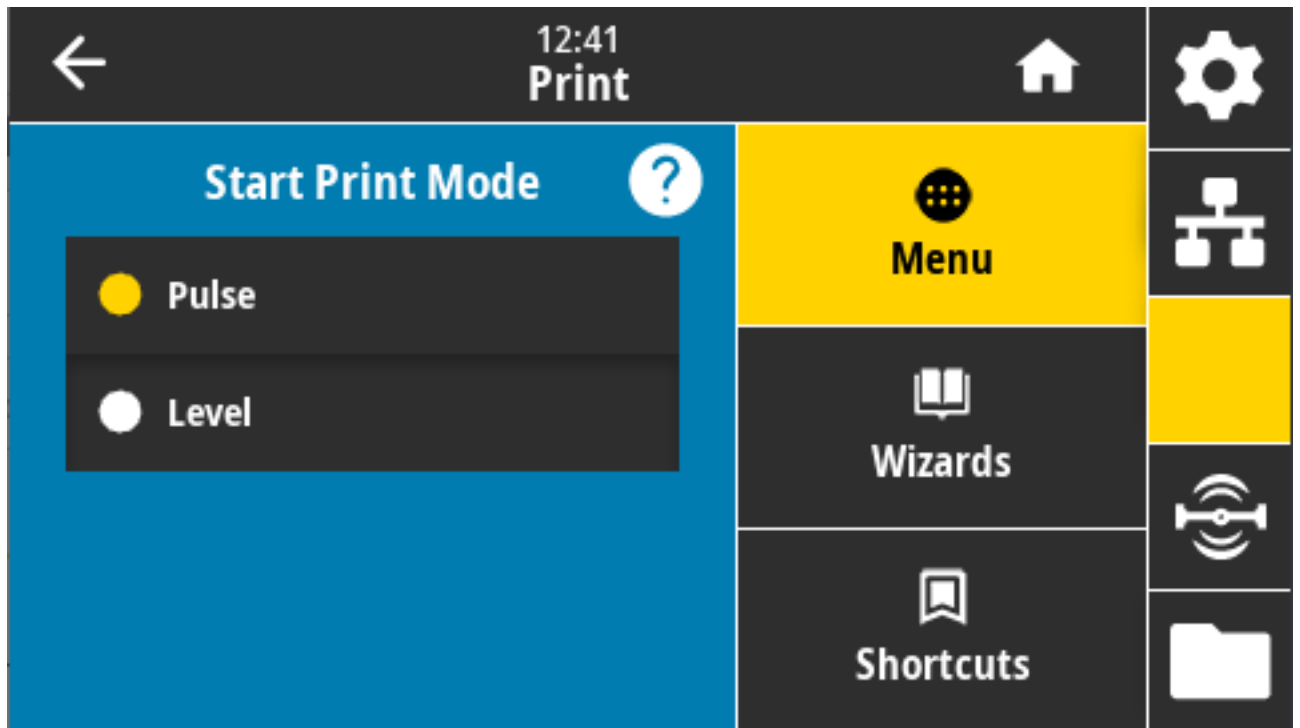 12:41
Print
Start Print Mode
?
Pulse
Level
Menu
Wizards
Shortcuts